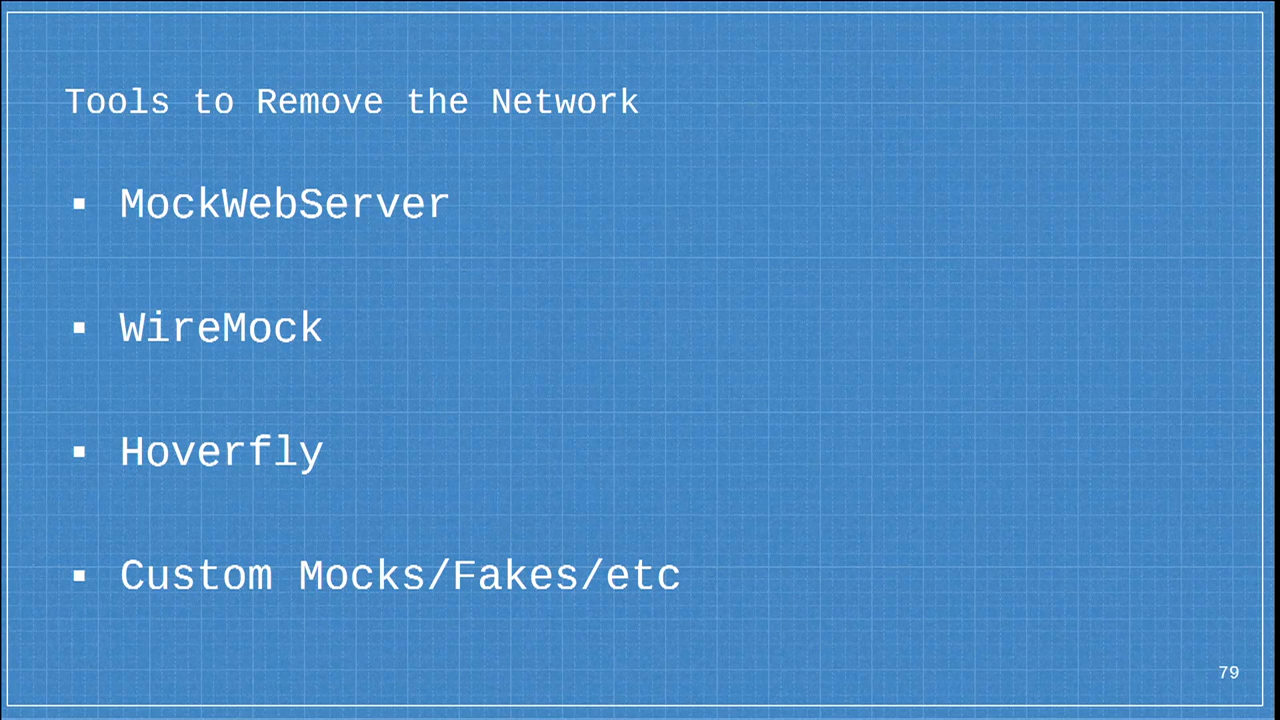 Tools to Remove the Network
▪ MockWebServer
▪ WireMock
▪ Hoverfly
▪ Custom Mocks/Fakes/etc
79